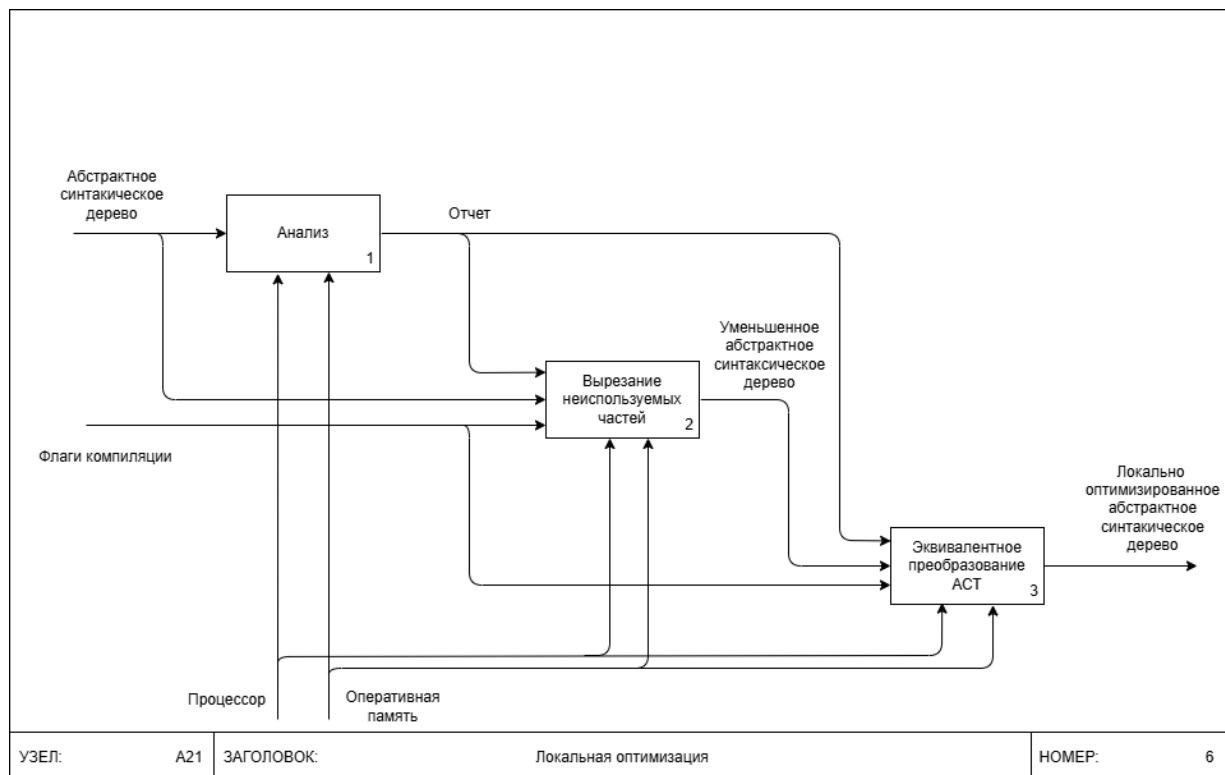 Абстрактное
синтакическое
дерево
Анализ
1
Отчет
Уменьшенное
абстрактное
синтаксическое
дерево
Вырезание
неиспользуемых
частей
2
Флаги компиляции
Локально
оптимизированное
абстрактное
синтакическое
дерево
Эквивалентное
преобразование
АСТ
3
Процессор
Оперативная
память
УЗЕЛ: A21 ЗАГОЛОВОК: Локальная оптимизация НОМЕР: 6